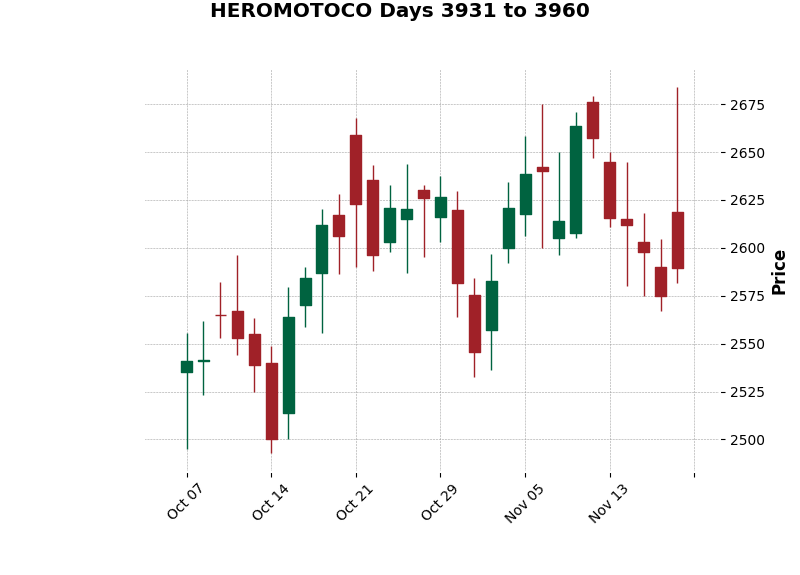 HEROMOTOCO Days 3931 to 3960
2675
2650
2625
2600
2575
2550
2525
2500
Price
Oct 07
Oct 14
Oct 21
Oct 29
Nov 05
Nov 13